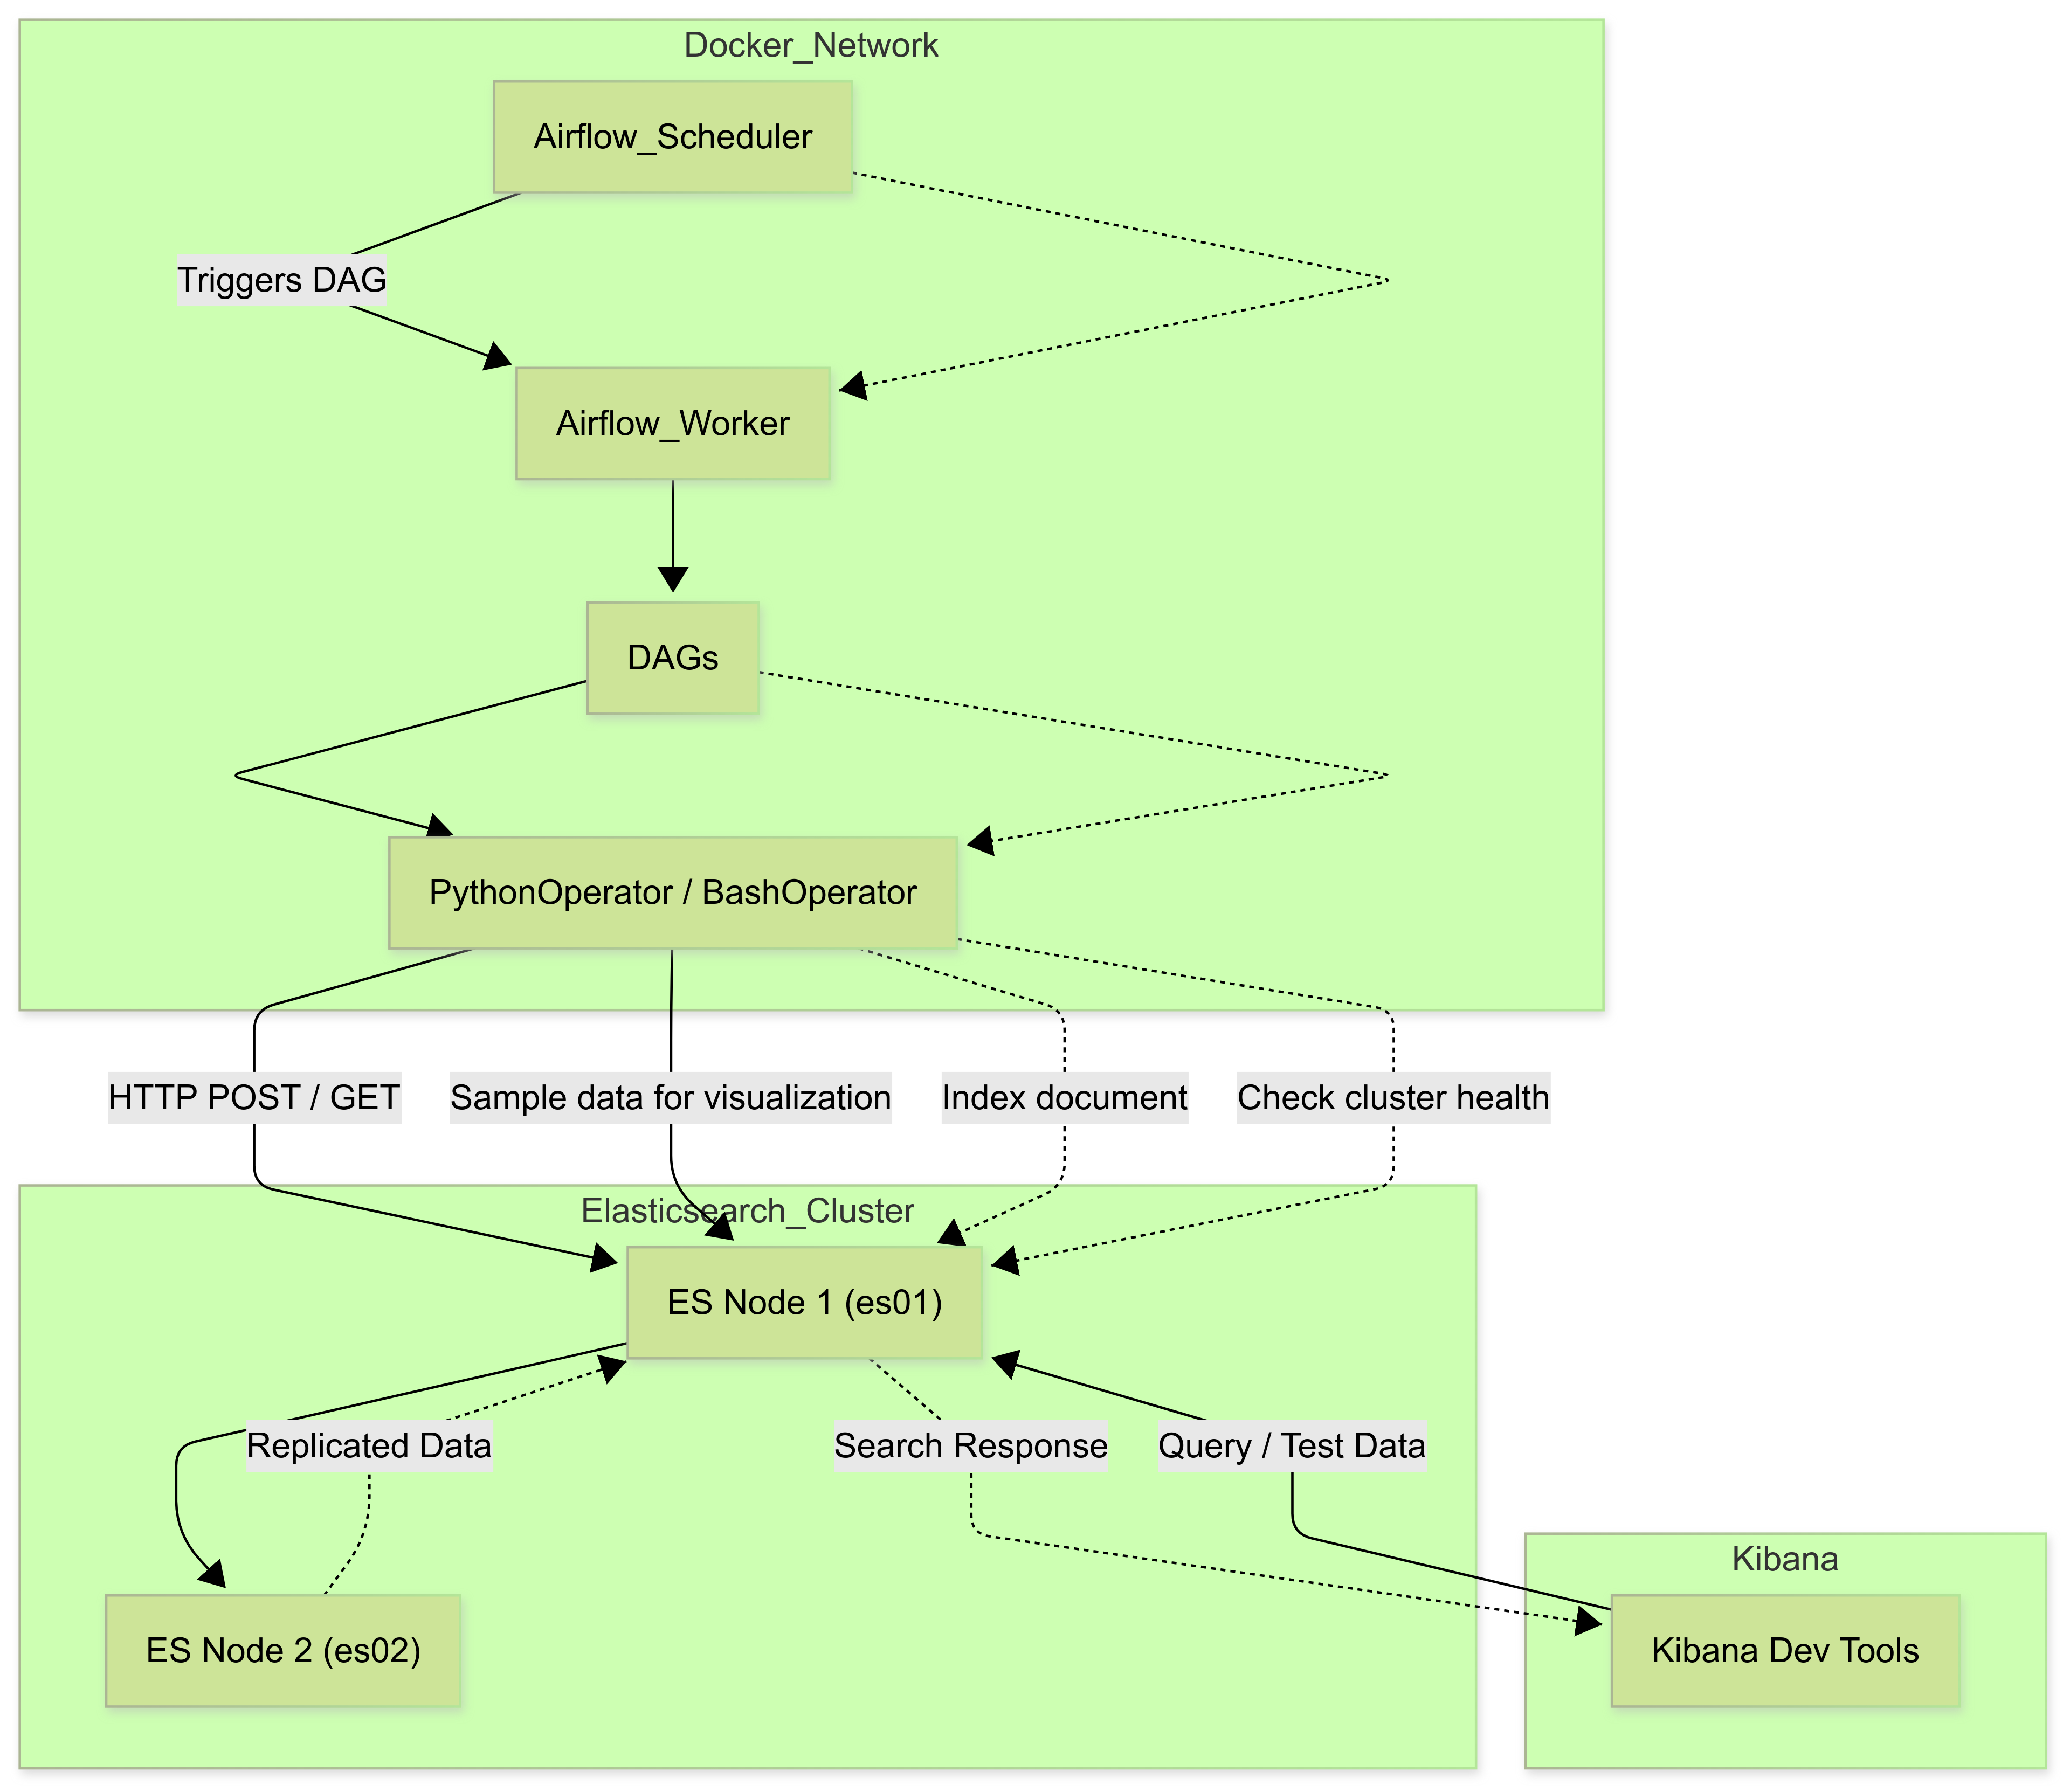 Docker_Network
Airflow_Scheduler
Triggers DAG
Airflow_Worker
DAGs
PythonOperator / BashOperator
HTTP POST / GET
Sample data for visualization
Index document
Check cluster health
Elasticsearch_Cluster
ES Node 1 (es01)
Replicated Data
Search Response
Query / Test Data
Kibana
ES Node 2 (es02)
Kibana Dev Tools